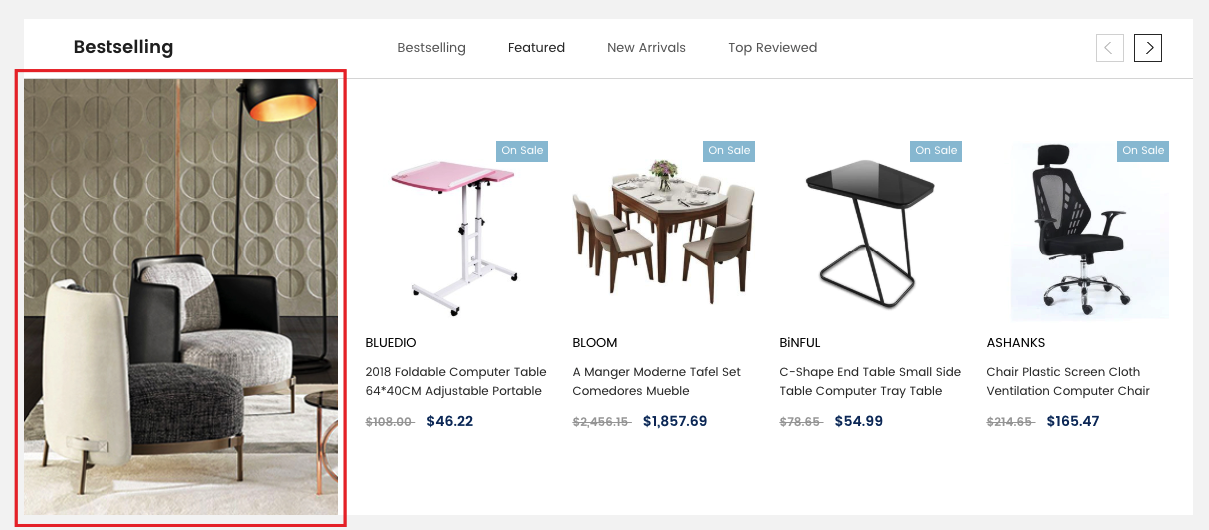 Bestselling
Bestselling Featured New Arrivals Top Reviewed
On Sale
BLUEDIO
2018 Foldable Computer Table
64*40CM Adjustable Portable
$108.00 $46.22
On Sale
BLOOM
A Manger Moderne Tafel Set
Comedores Mueble
$2,456.15 $1,857.69
On Sale
BiNFUL
C-Shape End Table Small Side
Table Computer Tray Table
$78.65 $54.99
On Sale
ASHANKS
Chair Plastic Screen Cloth
Ventilation Computer Chair
$214.65 $165.47